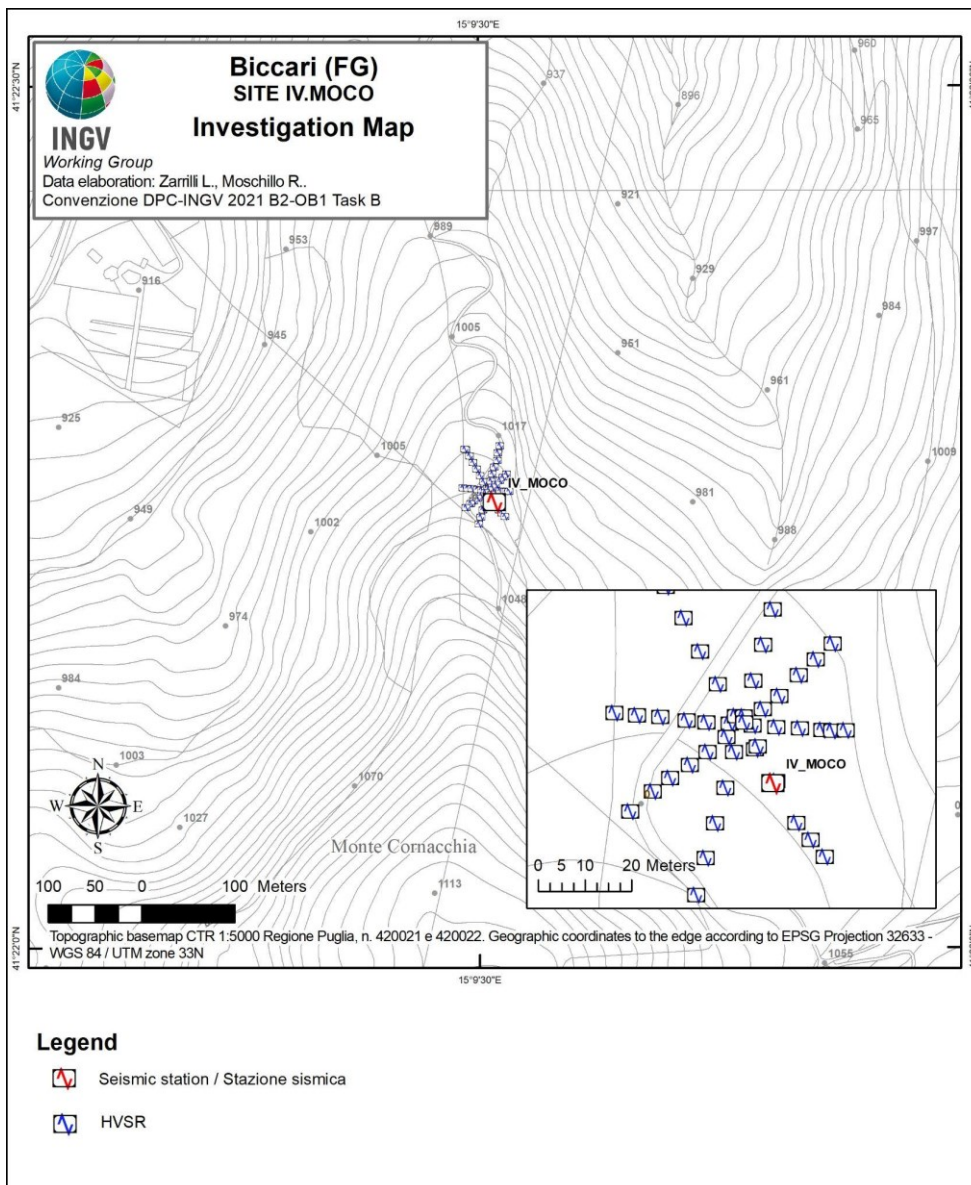 15°9'30"E
41°22'30"N
Biccari (FG)
SITE IV.MOCO
Investigation Map
INGV
Working Group
Data elaboration: Zarrilli L., Moschillo R..
Convenzione DPC-INGV 2021 B2-OB1 Task B
960
937
896
965
921
989
997
953
929
916
984
1005
945
951
961
925
1017
1005
1009
IV_MOCO
981
949
1002
988
1048
974
984
1003
N
W E
S
1070
1027
IV_MOCO
0 5 10 20 Meters
Monte Cornacchia
1113
100 50 0 100 Meters
Topographic basemap CTR 1:5000 Regione Puglia, n. 420021 e 420022. Geographic coordinates to the edge according to EPSG Projection 32633 -
WGS 84 / UTM zone 33N
1055
41°22'0"N
15°9'30"E
Legend
Seismic station / Stazione sismica
HVSR